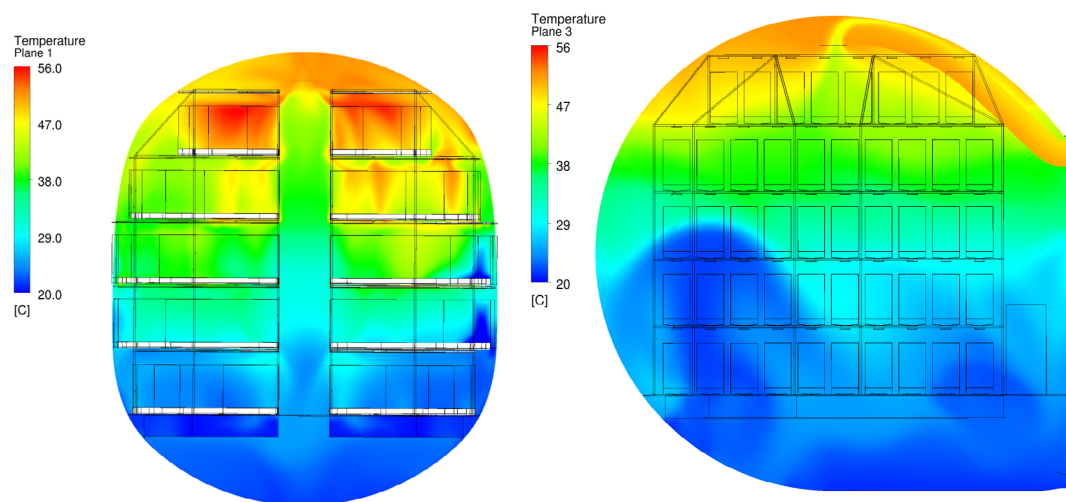 Temperature
Plane 1
56.0
47.0
38.0
29.0
20.0
[C]
Temperature
Plane 3
56
47
38
29
20
[C]